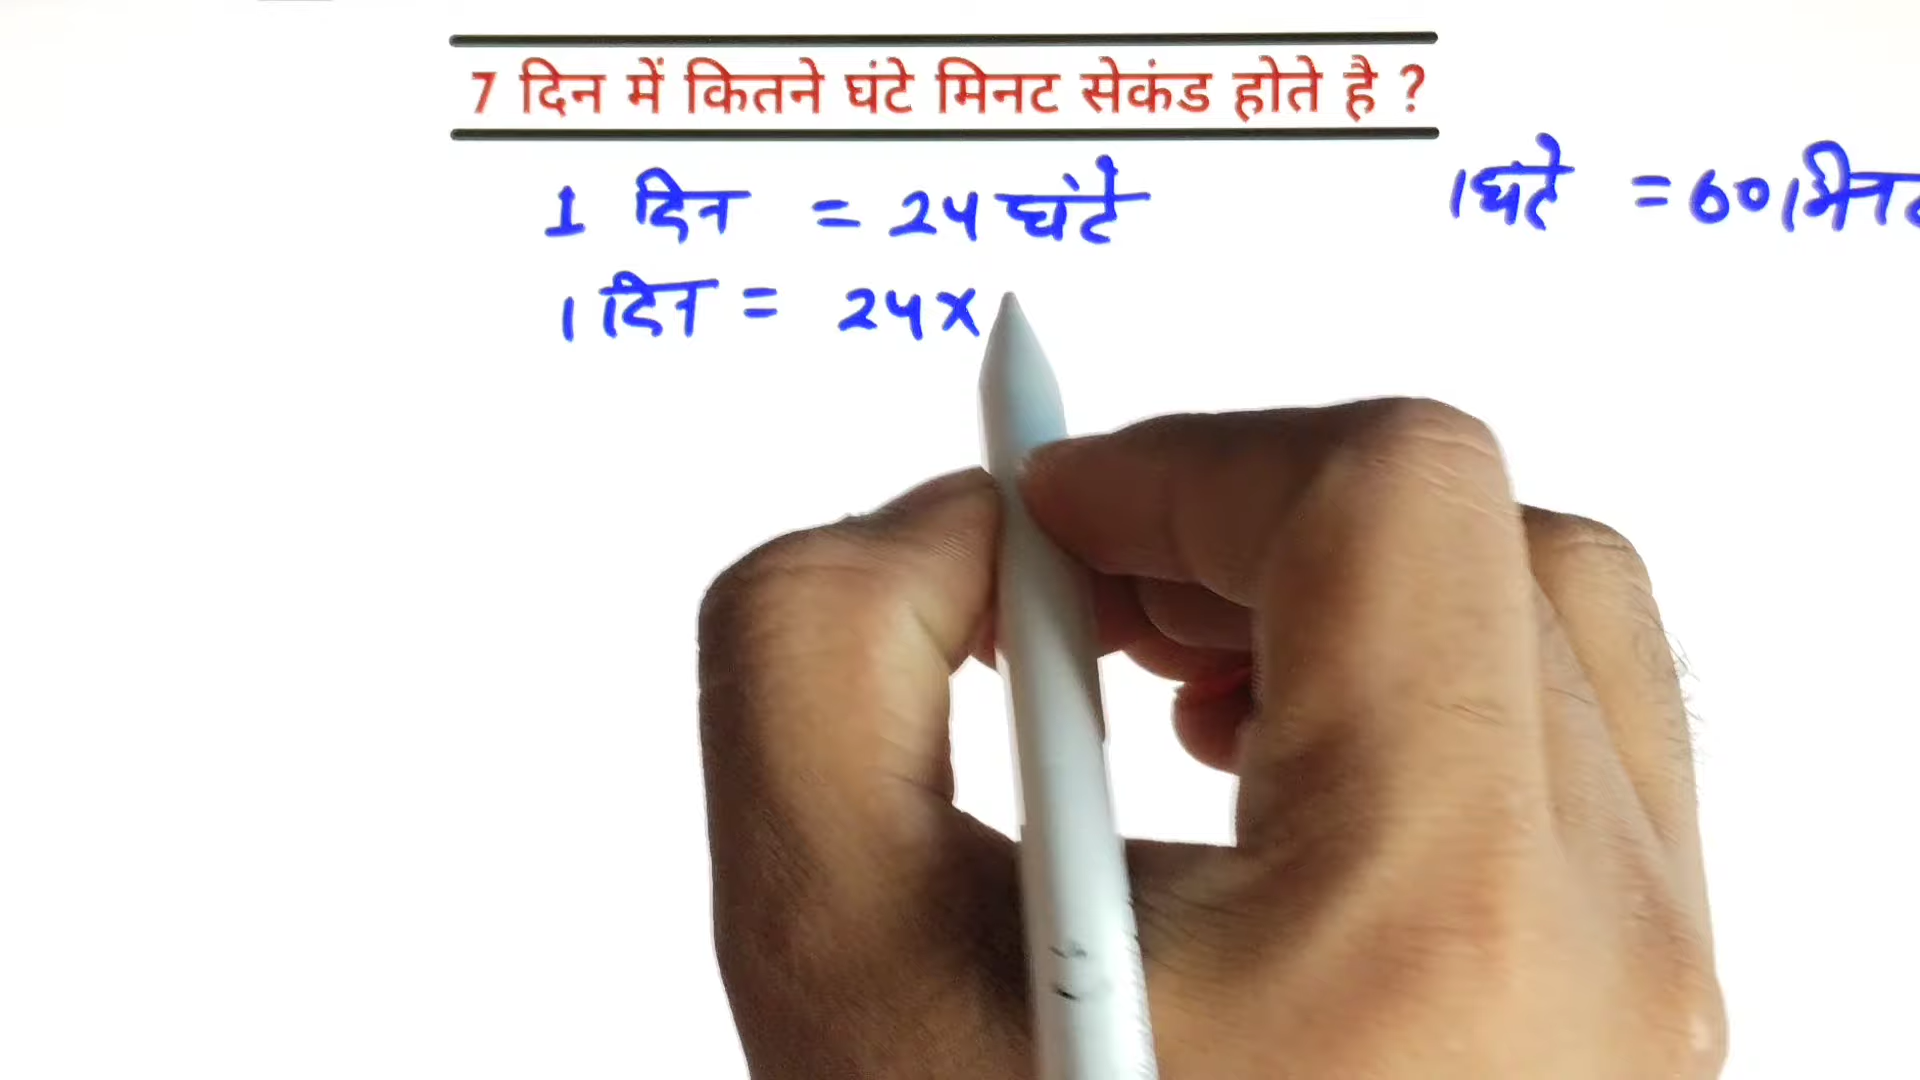 7 दिन में कितने घंटे मिनट सेकंड होते है ?
1 दिन = 24 घंटे
1 घंटे = 60 मिनट
1 दिन = 24 x